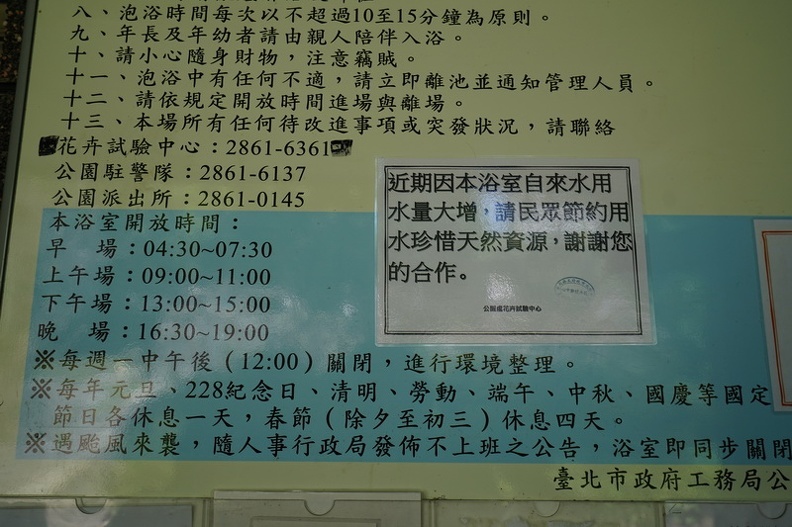 八、泡浴時間每次以不超過10至15分鐘為原則。
九、年長及年幼者請由親人陪伴入浴。
十、請小心隨身財物，注意竊賊。
十一、泡浴中有任何不適，請立即離池並通知管理人員。
十二、請依規定開放時間進場與離場。
十三、本場所有任何待改進事項或突發狀況，請聯絡
花卉試驗中心：2861-6361
公園駐警隊：2861-6137
公園派出所：2861-0145
本浴室開放時間：
早 場：04:30~07:30
上午場：09:00~11:00
下午場：13:00~15:00
晚 場：16:30~19:00
※每週一中午後（12:00）關閉，進行環境整理。
※每年元旦、228紀念日、清明、勞動、端午、中秋、國慶等國定
節日各休息一天，春節（除夕至初三）休息四天。
※遇颱風來襲，隨人事行政局發佈不上班之公告，浴室即同步關閉
臺北市政府工務局公
近期因本浴室自來水用
水量大增，請民眾節約用
水珍惜天然資源，謝謝您
的合作。
公園處花卉試驗中心